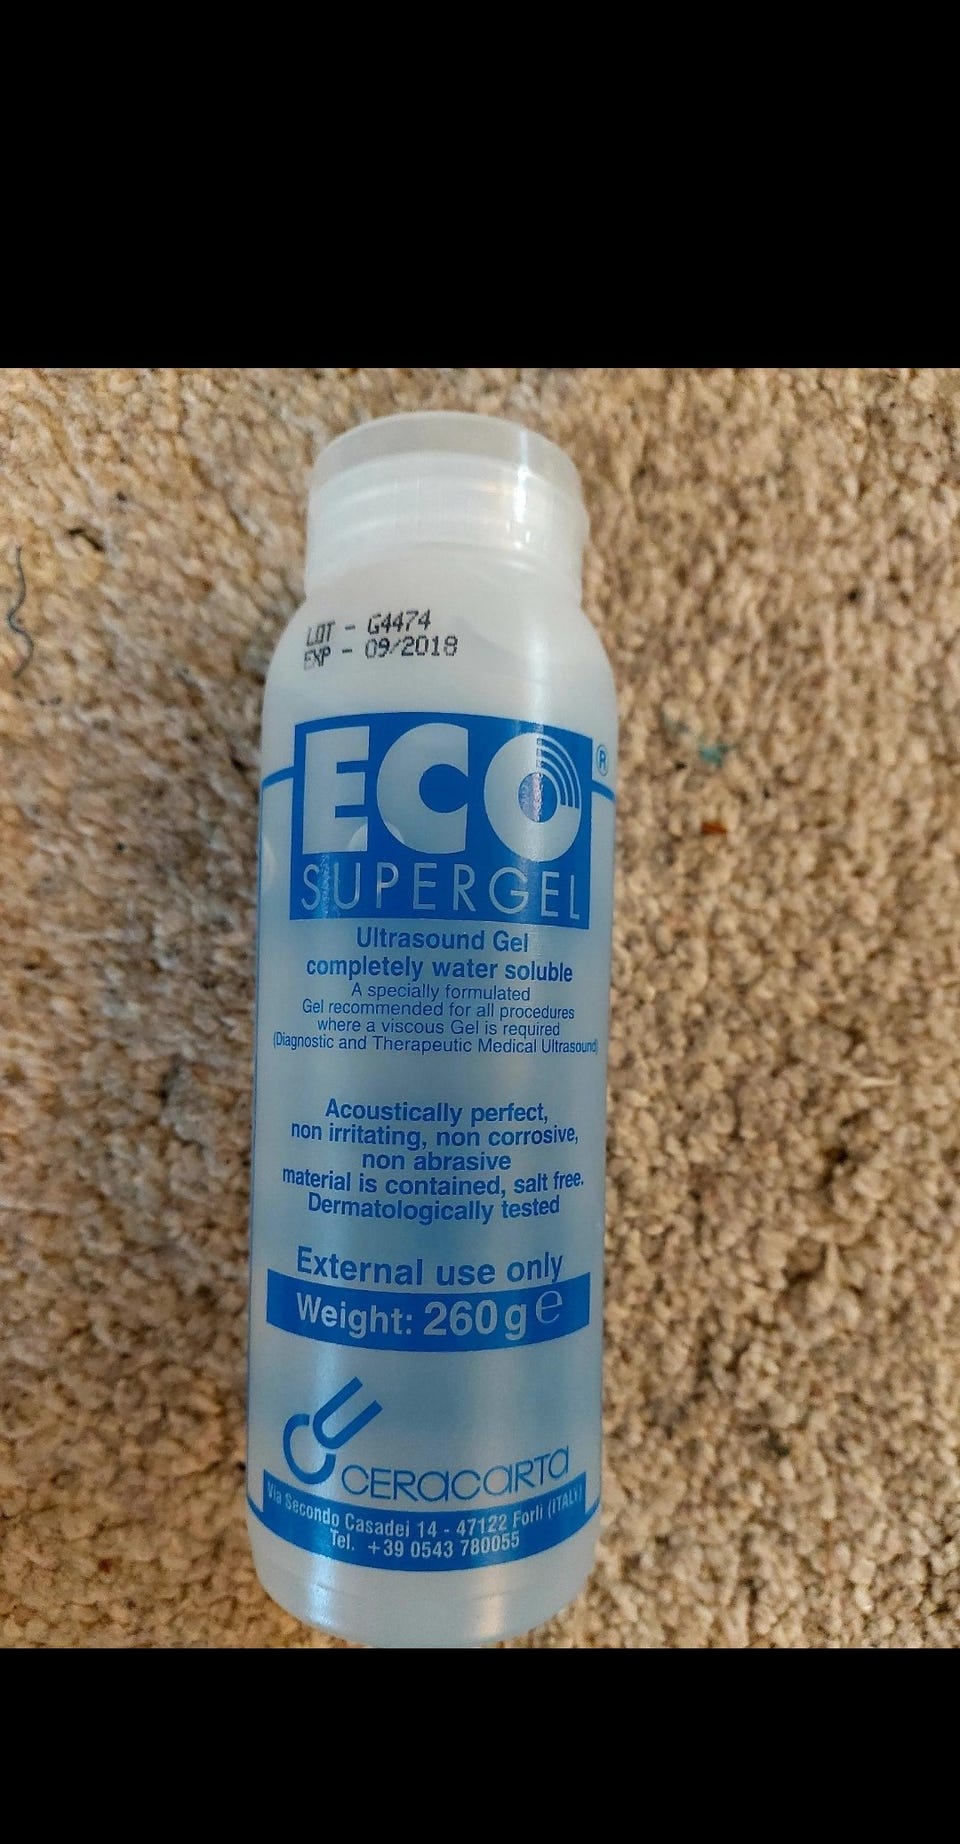 LOT - G4474
EXP - 09/2018
ECO®
SUPERGEL
Ultrasound Gel
completely water soluble
A specially formulated
Gel recommended for all procedures
where a viscous Gel is required
(Diagnostic and Therapeutic Medical Ultrasound)
Acoustically perfect,
non irritating, non corrosive,
non abrasive
material is contained, salt free.
Dermatologically tested
External use only
Weight: 260 g ℮
CERACARTA
Via Secondo Casadei 14 - 47122 Forlì (ITALY)
Tel. +39 0543 780055